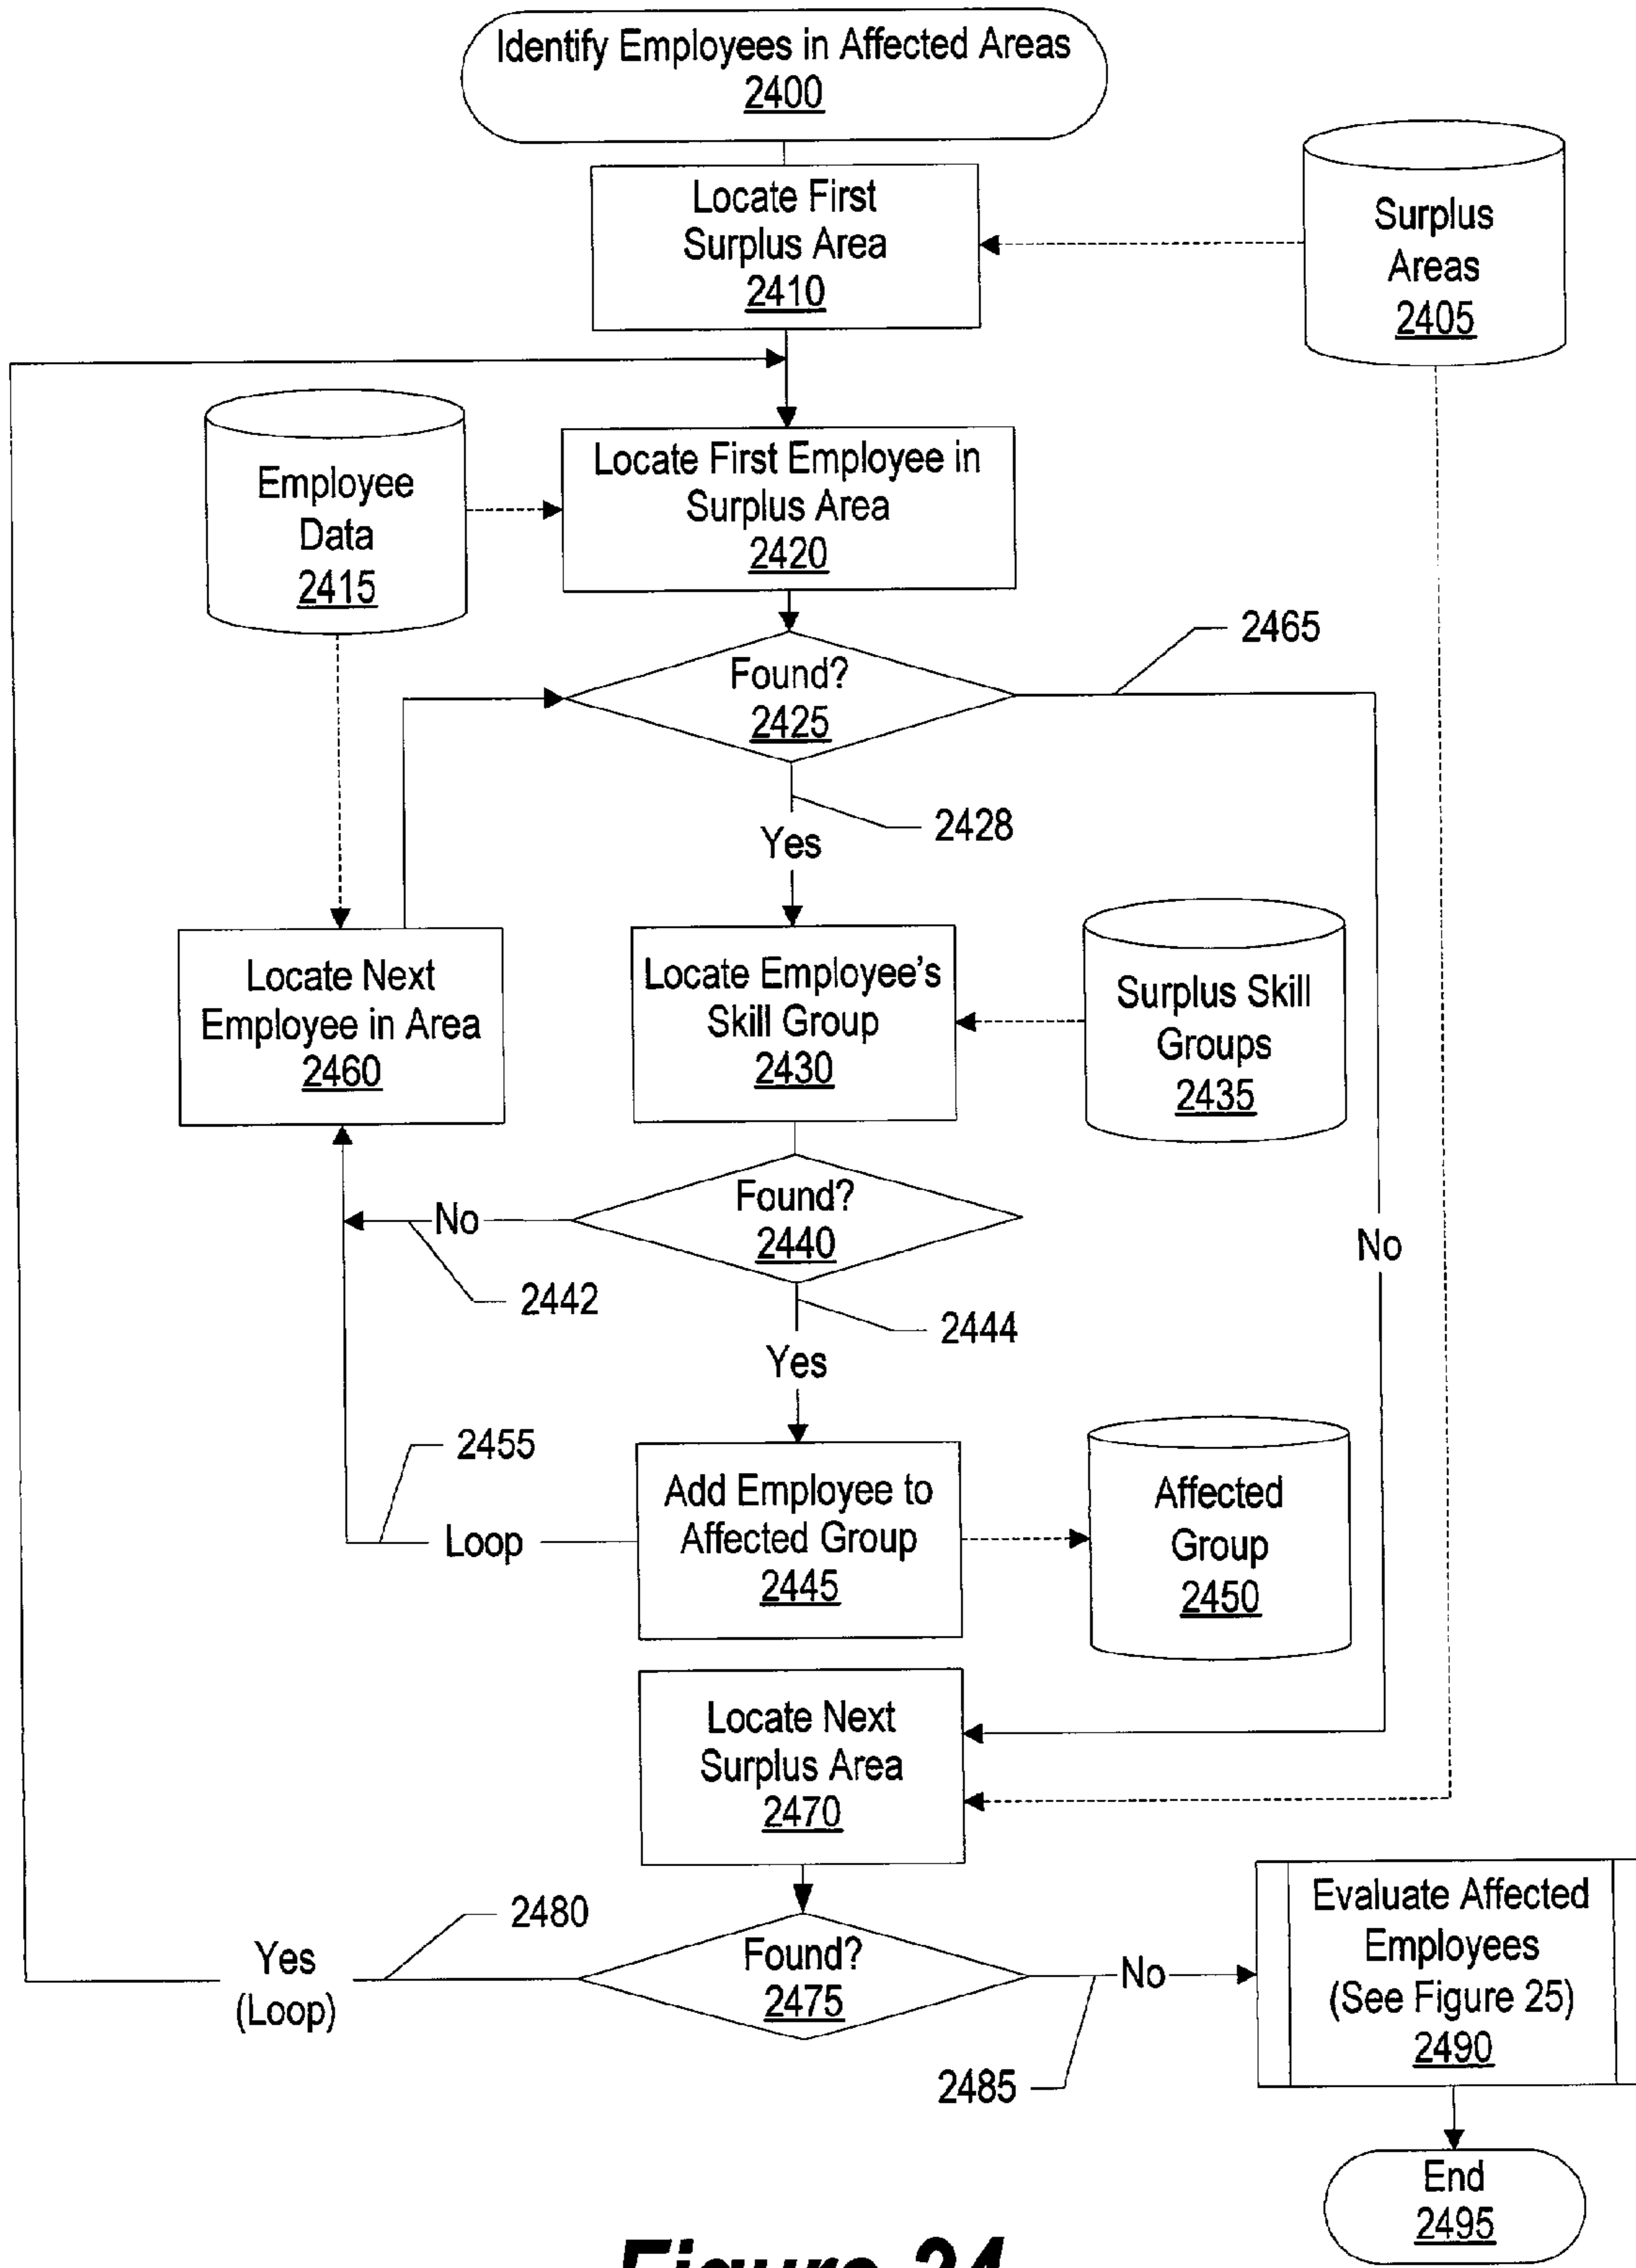 Identify Employees in Affected Areas
2400
Locate First
Surplus Area
2410
Surplus
Areas
2405
Employee
Data
2415
Locate First Employee in
Surplus Area
2420
2465
Found?
2425
2428
Yes
Locate Next
Employee in Area
2460
Locate Employee's
Skill Group
2430
Surplus Skill
Groups
2435
No
Found?
2440
No
2442
2444
Yes
2455
Loop
Add Employee to
Affected Group
2445
Affected
Group
2450
Locate Next
Surplus Area
2470
2480
Yes
(Loop)
Found?
2475
No
2485
Evaluate Affected
Employees
(See Figure 25)
2490
End
2495
Figure 24